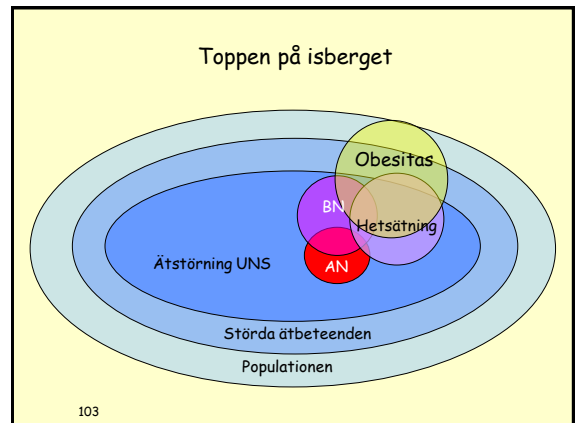 Toppen på isberget
Obesitas
BN
Hetsätning
Ätstörning UNS
AN
Störda ätbeteenden
Populationen
103